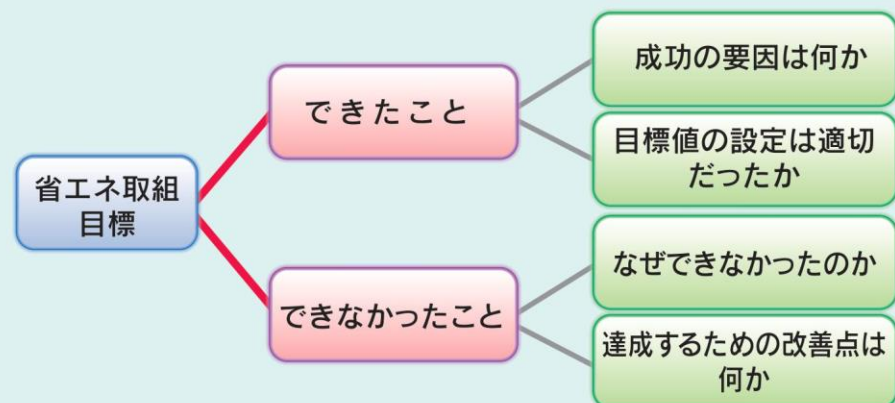 省エネ取組
目標
できたこと
成功の要因は何か
目標値の設定は適切
だったか
できなかったこと
なぜできなかったのか
達成するための改善点は
何か